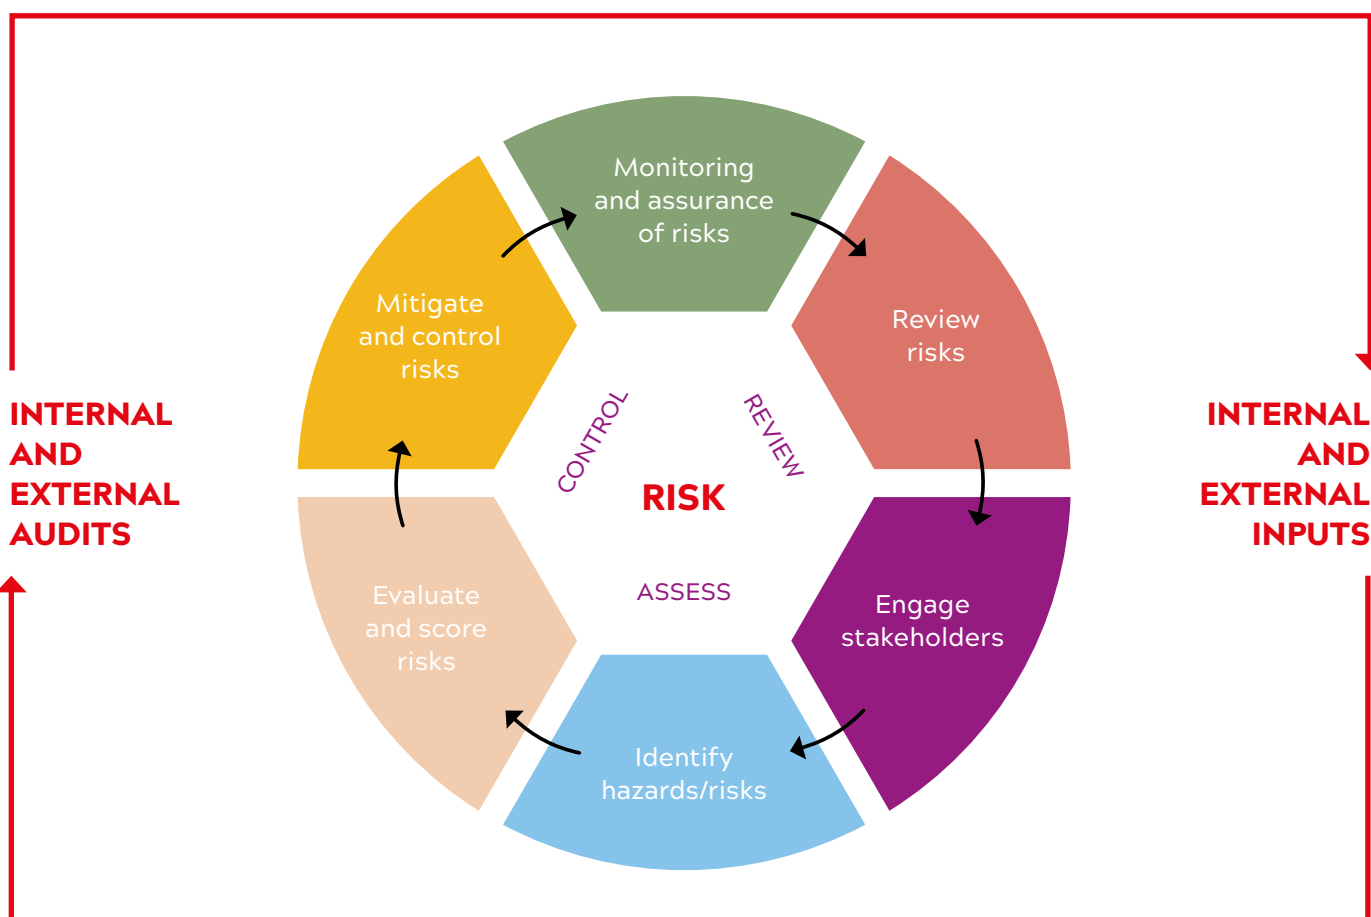 Monitoring
and assurance
of risks
Mitigate
and control
risks
Review
risks
CONTROL
REVIEW
INTERNAL
AND
EXTERNAL
AUDITS
RISK
INTERNAL
AND
EXTERNAL
INPUTS
ASSESS
Evaluate
and score
risks
Engage
stakeholders
Identify
hazards/risks